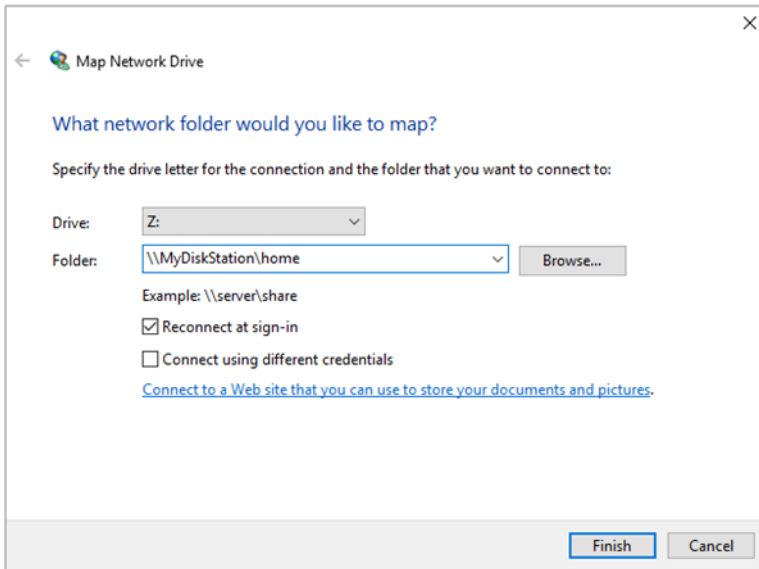 Map Network Drive
What network folder would you like to map?
Specify the drive letter for the connection and the folder that you want to connect to:
Drive: Z:
Folder: \\MyDiskStation\home Browse...
Example: \\server\share
Reconnect at sign-in
Connect using different credentials
Connect to a Web site that you can use to store your documents and pictures.
Finish Cancel